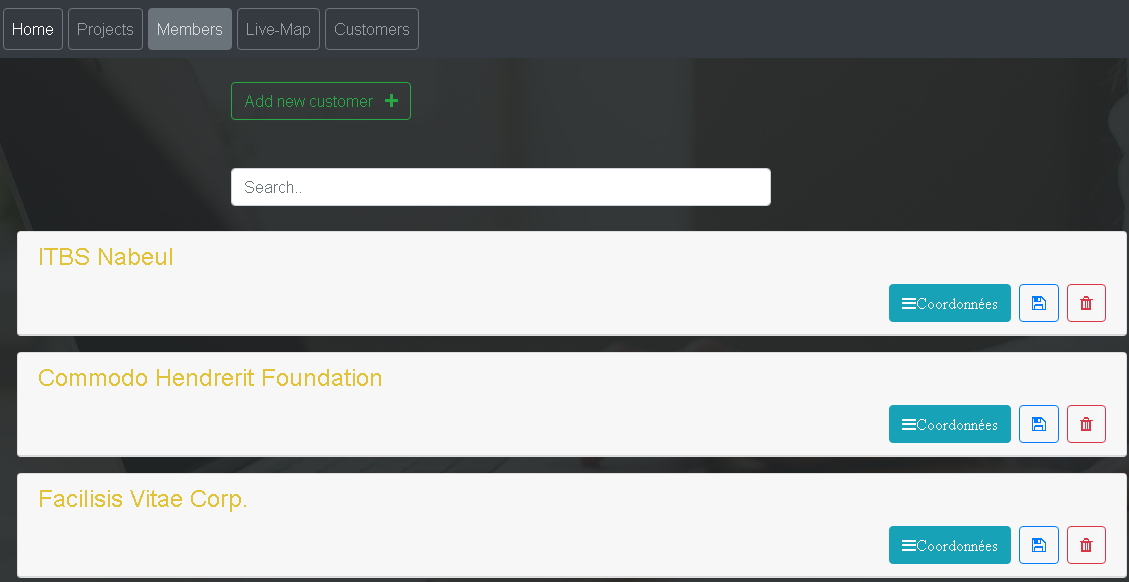 Home Projects Members Live-Map Customers
Add new customer
Search..
ITBS Nabeul
Coordonnées
Commodo Hendrerit Foundation
Coordonnées
Facilisis Vitae Corp.
Coordonnées